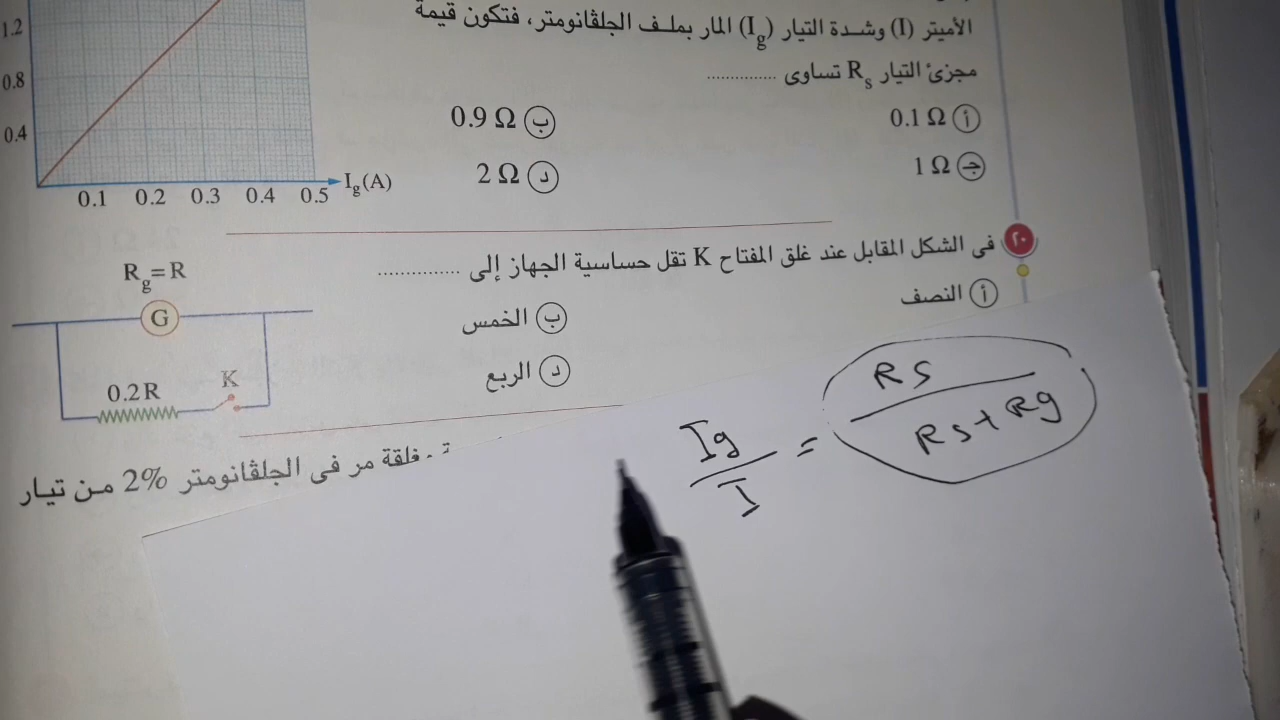 الأميتر (I) وشدة التيار (Ig) المار بملف الجلڤانومتر، فتكون قيمة
مجزئ التيار Rs تساوى ...............
أ 0.1 Ω
ب 0.9 Ω
جـ 1 Ω
د 2 Ω
1.2
0.8
0.4
0.1 0.2 0.3 0.4 0.5 Ig(A)
٢٠ فى الشكل المقابل عند غلق المفتاح K تقل حساسية الجهاز إلى ...............
أ النصف
ب الخمس
د الربع
Rg=R
G
0.2R
K
فلقة مر فى الجلڤانومتر 2% من تيار
Ig/I = Rs/(Rs+Rg)